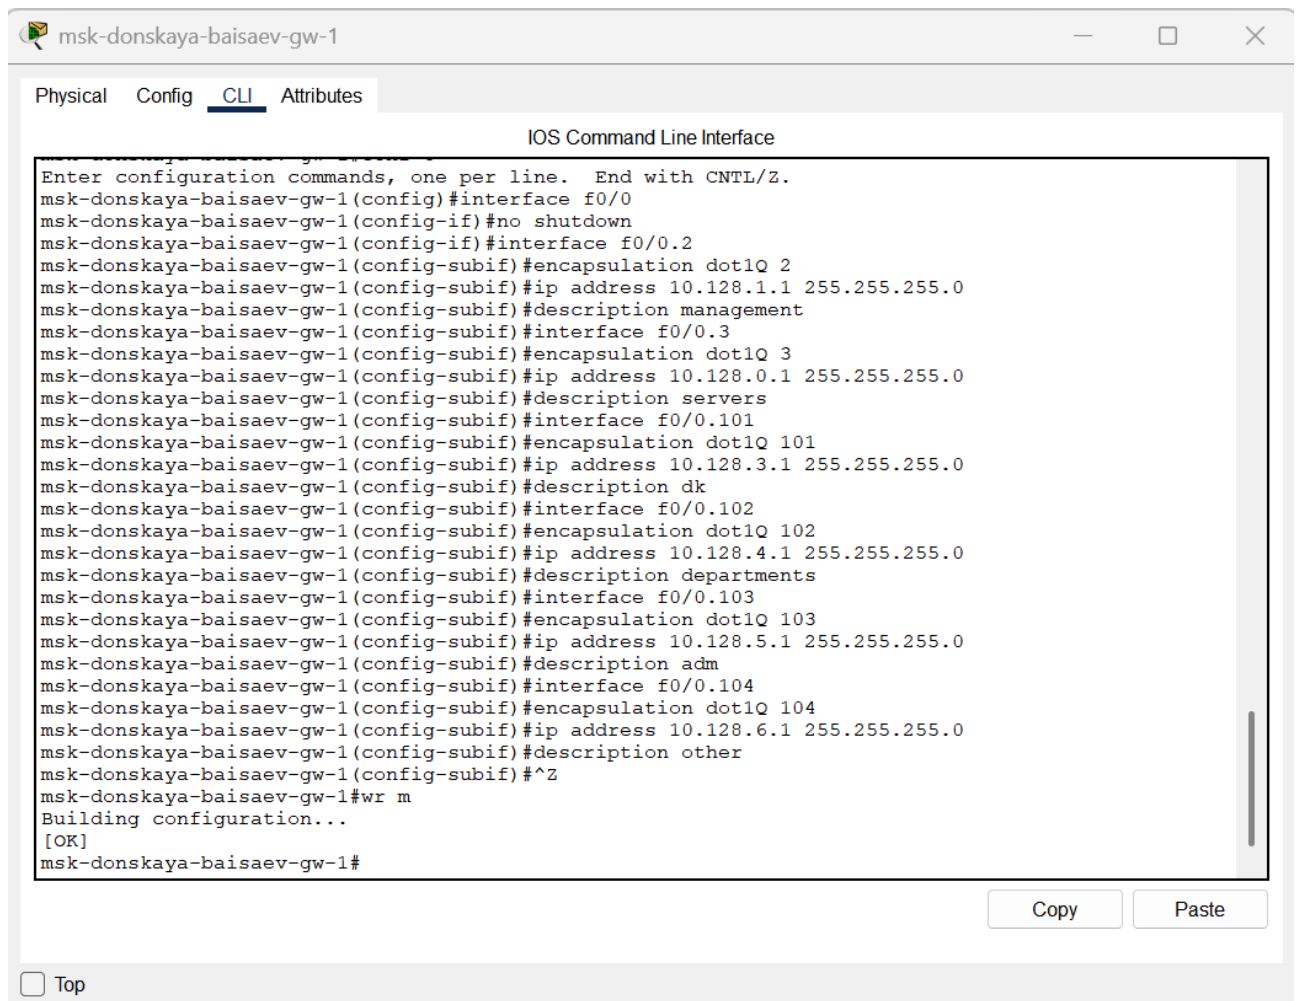 msk-donskaya-baisaev-gw-1
Physical Config CLI Attributes
IOS Command Line Interface
Enter configuration commands, one per line.  End with CNTL/Z.
msk-donskaya-baisaev-gw-1(config)#interface f0/0
msk-donskaya-baisaev-gw-1(config-if)#no shutdown
msk-donskaya-baisaev-gw-1(config-if)#interface f0/0.2
msk-donskaya-baisaev-gw-1(config-subif)#encapsulation dot1Q 2
msk-donskaya-baisaev-gw-1(config-subif)#ip address 10.128.1.1 255.255.255.0
msk-donskaya-baisaev-gw-1(config-subif)#description management
msk-donskaya-baisaev-gw-1(config-subif)#interface f0/0.3
msk-donskaya-baisaev-gw-1(config-subif)#encapsulation dot1Q 3
msk-donskaya-baisaev-gw-1(config-subif)#ip address 10.128.0.1 255.255.255.0
msk-donskaya-baisaev-gw-1(config-subif)#description servers
msk-donskaya-baisaev-gw-1(config-subif)#interface f0/0.101
msk-donskaya-baisaev-gw-1(config-subif)#encapsulation dot1Q 101
msk-donskaya-baisaev-gw-1(config-subif)#ip address 10.128.3.1 255.255.255.0
msk-donskaya-baisaev-gw-1(config-subif)#description dk
msk-donskaya-baisaev-gw-1(config-subif)#interface f0/0.102
msk-donskaya-baisaev-gw-1(config-subif)#encapsulation dot1Q 102
msk-donskaya-baisaev-gw-1(config-subif)#ip address 10.128.4.1 255.255.255.0
msk-donskaya-baisaev-gw-1(config-subif)#description departments
msk-donskaya-baisaev-gw-1(config-subif)#interface f0/0.103
msk-donskaya-baisaev-gw-1(config-subif)#encapsulation dot1Q 103
msk-donskaya-baisaev-gw-1(config-subif)#ip address 10.128.5.1 255.255.255.0
msk-donskaya-baisaev-gw-1(config-subif)#description adm
msk-donskaya-baisaev-gw-1(config-subif)#interface f0/0.104
msk-donskaya-baisaev-gw-1(config-subif)#encapsulation dot1Q 104
msk-donskaya-baisaev-gw-1(config-subif)#ip address 10.128.6.1 255.255.255.0
msk-donskaya-baisaev-gw-1(config-subif)#description other
msk-donskaya-baisaev-gw-1(config-subif)#^Z
msk-donskaya-baisaev-gw-1#wr m
Building configuration...
[OK]
msk-donskaya-baisaev-gw-1#
Copy Paste
Top